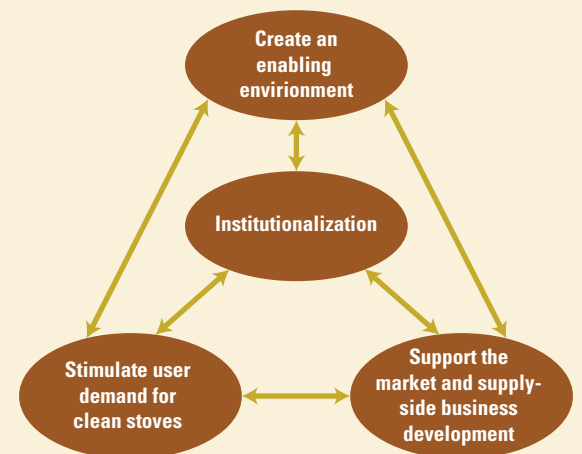 Create an
enabling
envirionment
Institutionalization
Stimulate user
demand for
clean stoves
Support the
market and supply-
side business
development